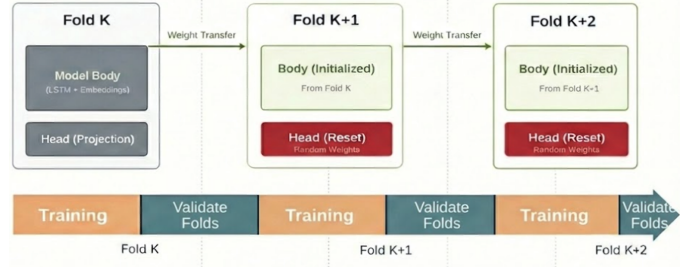 Fold K
Weight Transfer
Fold K+1
Weight Transfer
Fold K+2
Model Body
(LSTM + Embeddings)
Body (Initialized)
From Fold K
Body (Initialized)
From Fold K+1
Head (Projection)
Head (Reset)
Random Weights
Head (Reset)
Random Weights
Training
Validate
Folds
Training
Validate
Folds
Training
Validate
Folds
Fold K
Fold K+1
Fold K+2